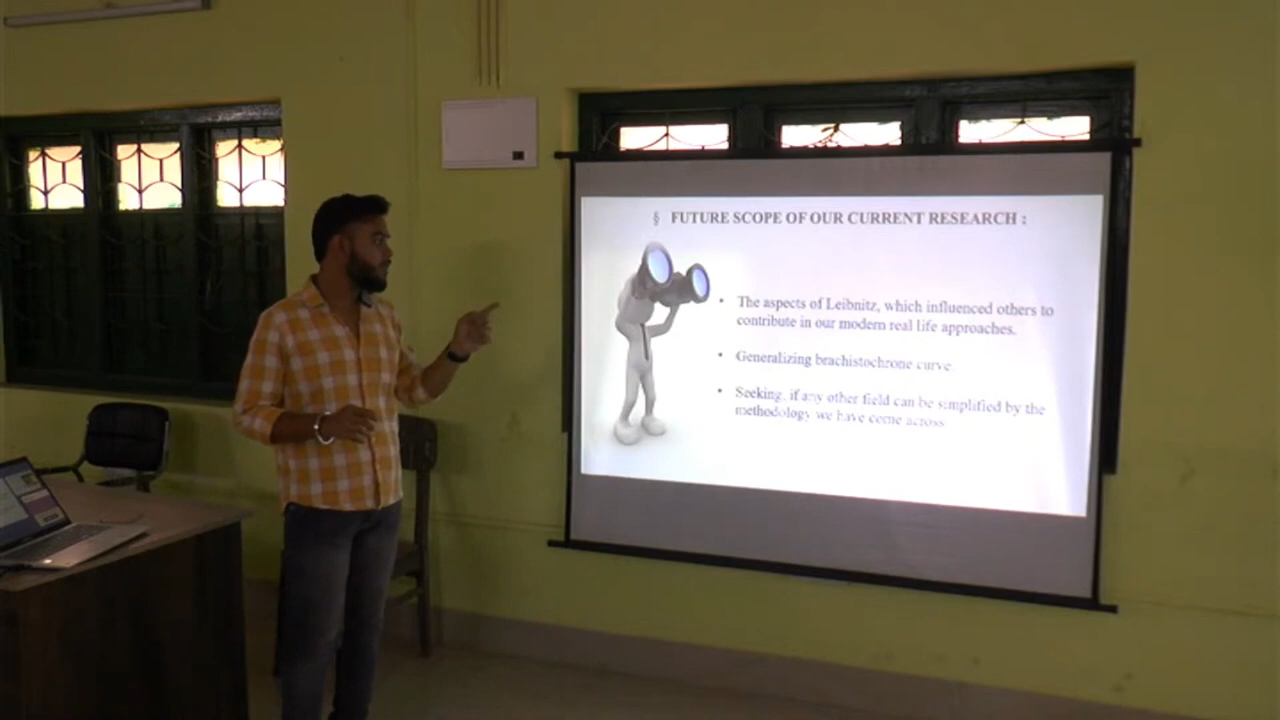 § FUTURE SCOPE OF OUR CURRENT RESEARCH :
• The aspects of Leibnitz, which influenced others to
contribute in our modern real life approaches.
• Generalizing brachistochrone curve.
• Seeking, if any other field can be simplified by the
methodology we have come across